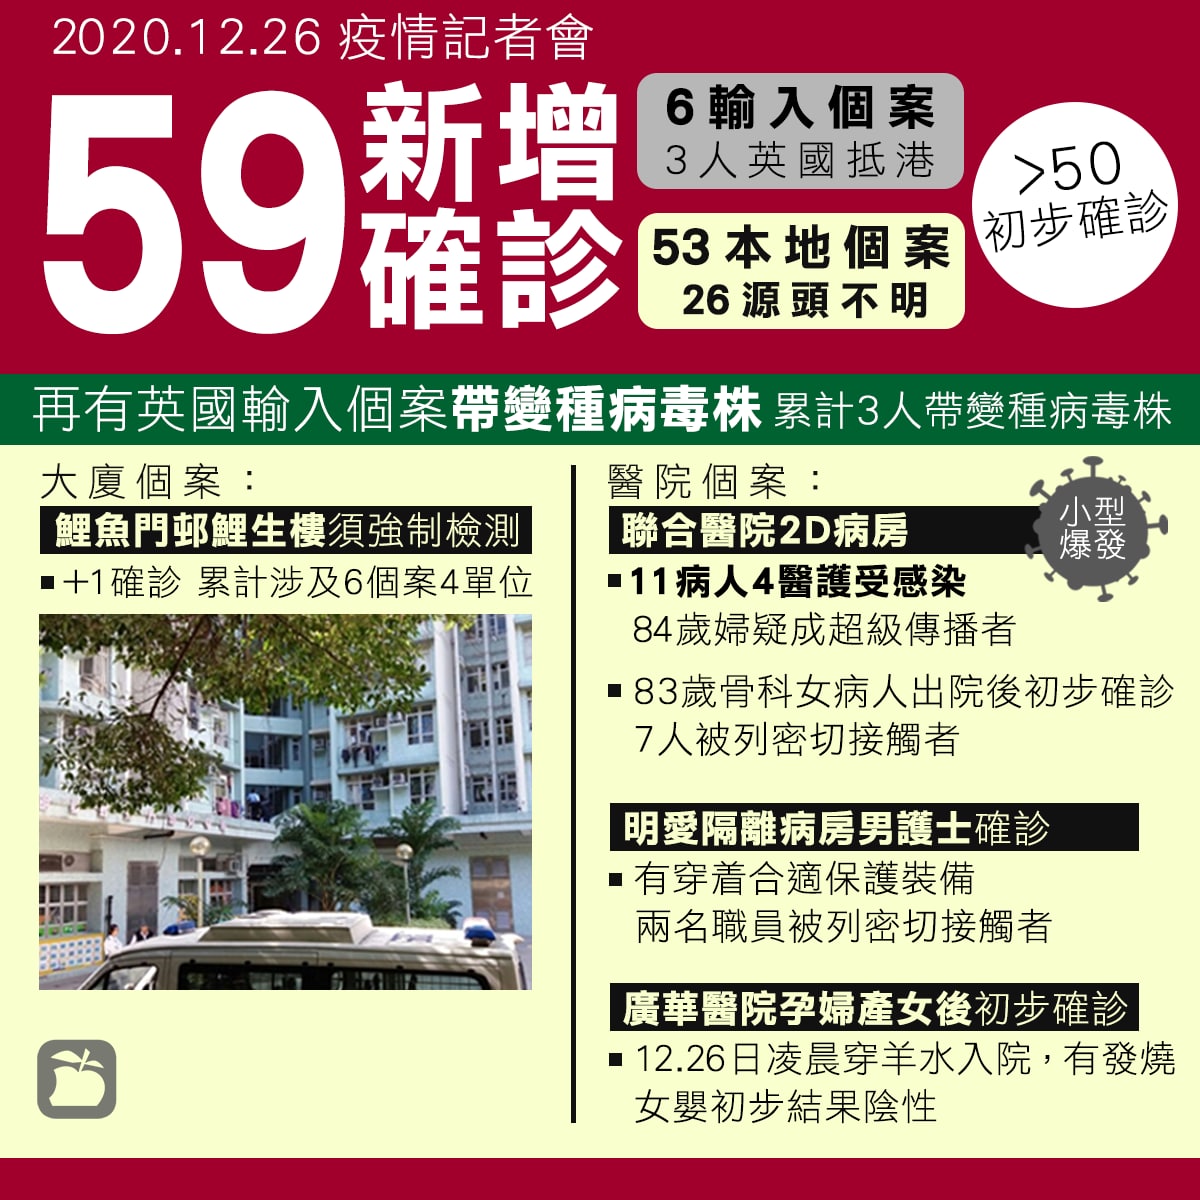 2020.12.26 疫情記者會
59 新增
確診
6輸入個案
3人英國抵港
53本地個案
26源頭不明
>50
初步確診
再有英國輸入個案帶變種病毒株 累計3人帶變種病毒株
大廈個案：
鯉魚門邨鯉生樓須強制檢測
+1確診 累計涉及6個案4單位
醫院個案：
小型
爆發
聯合醫院2D病房
11病人4醫護受感染
84歲婦疑成超級傳播者
83歲骨科女病人出院後初步確診
7人被列密切接觸者
明愛隔離病房男護士確診
有穿着合適保護裝備
兩名職員被列密切接觸者
廣華醫院孕婦產女後初步確診
12.26日凌晨穿羊水入院，有發燒
女嬰初步結果陰性